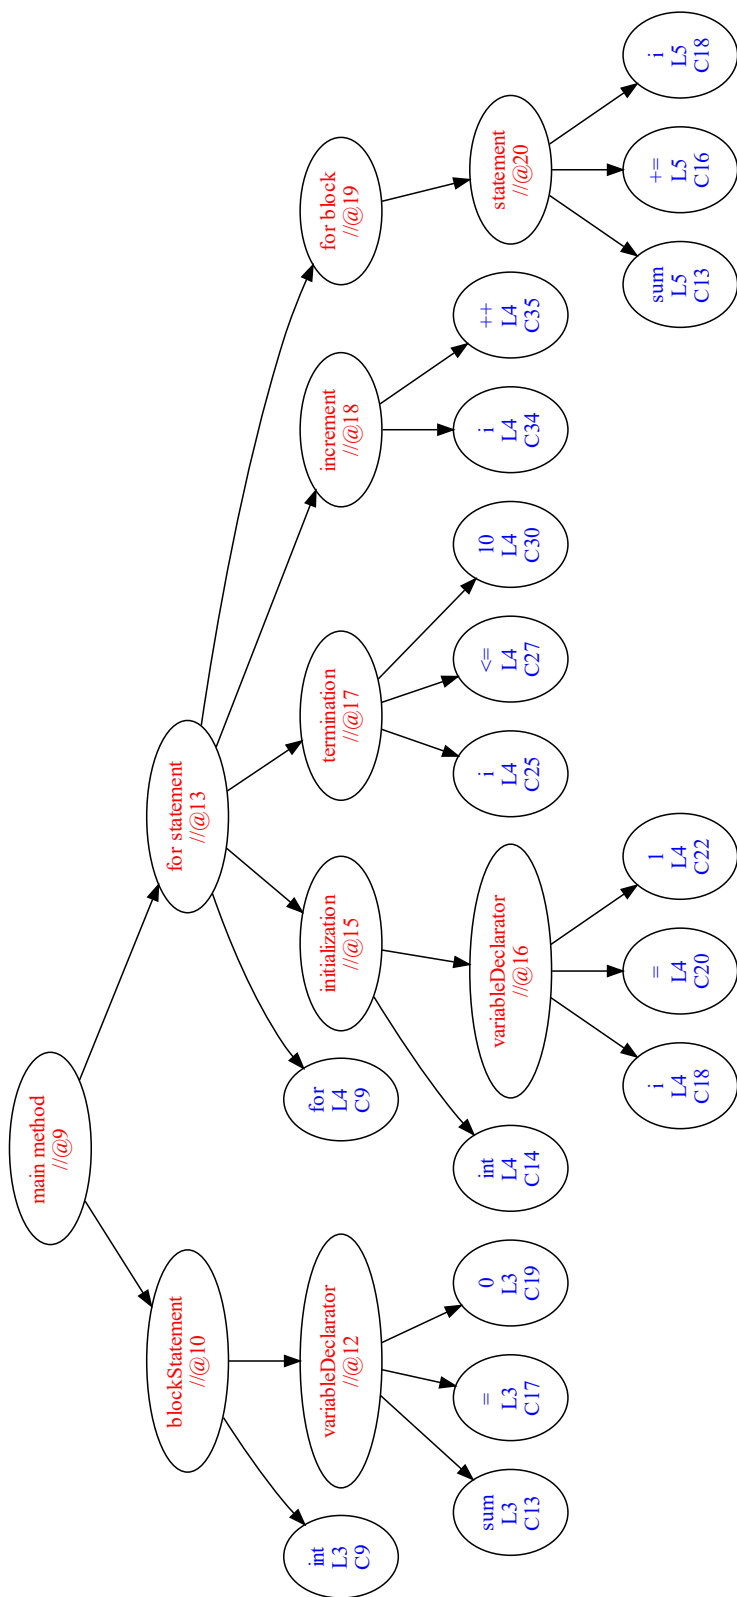 main method
//@9
blockStatement
//@10
for statement
//@13
int
L3
C9
variableDeclarator
//@12
for
L4
C9
initialization
//@15
termination
//@17
increment
//@18
for block
//@19
sum
L3
C13
=
L3
C17
0
L3
C19
int
L4
C14
variableDeclarator
//@16
i
L4
C25
<=
L4
C27
10
L4
C30
i
L4
C34
++
L4
C35
statement
//@20
i
L4
C18
=
L4
C20
1
L4
C22
sum
L5
C13
+=
L5
C16
i
L5
C18